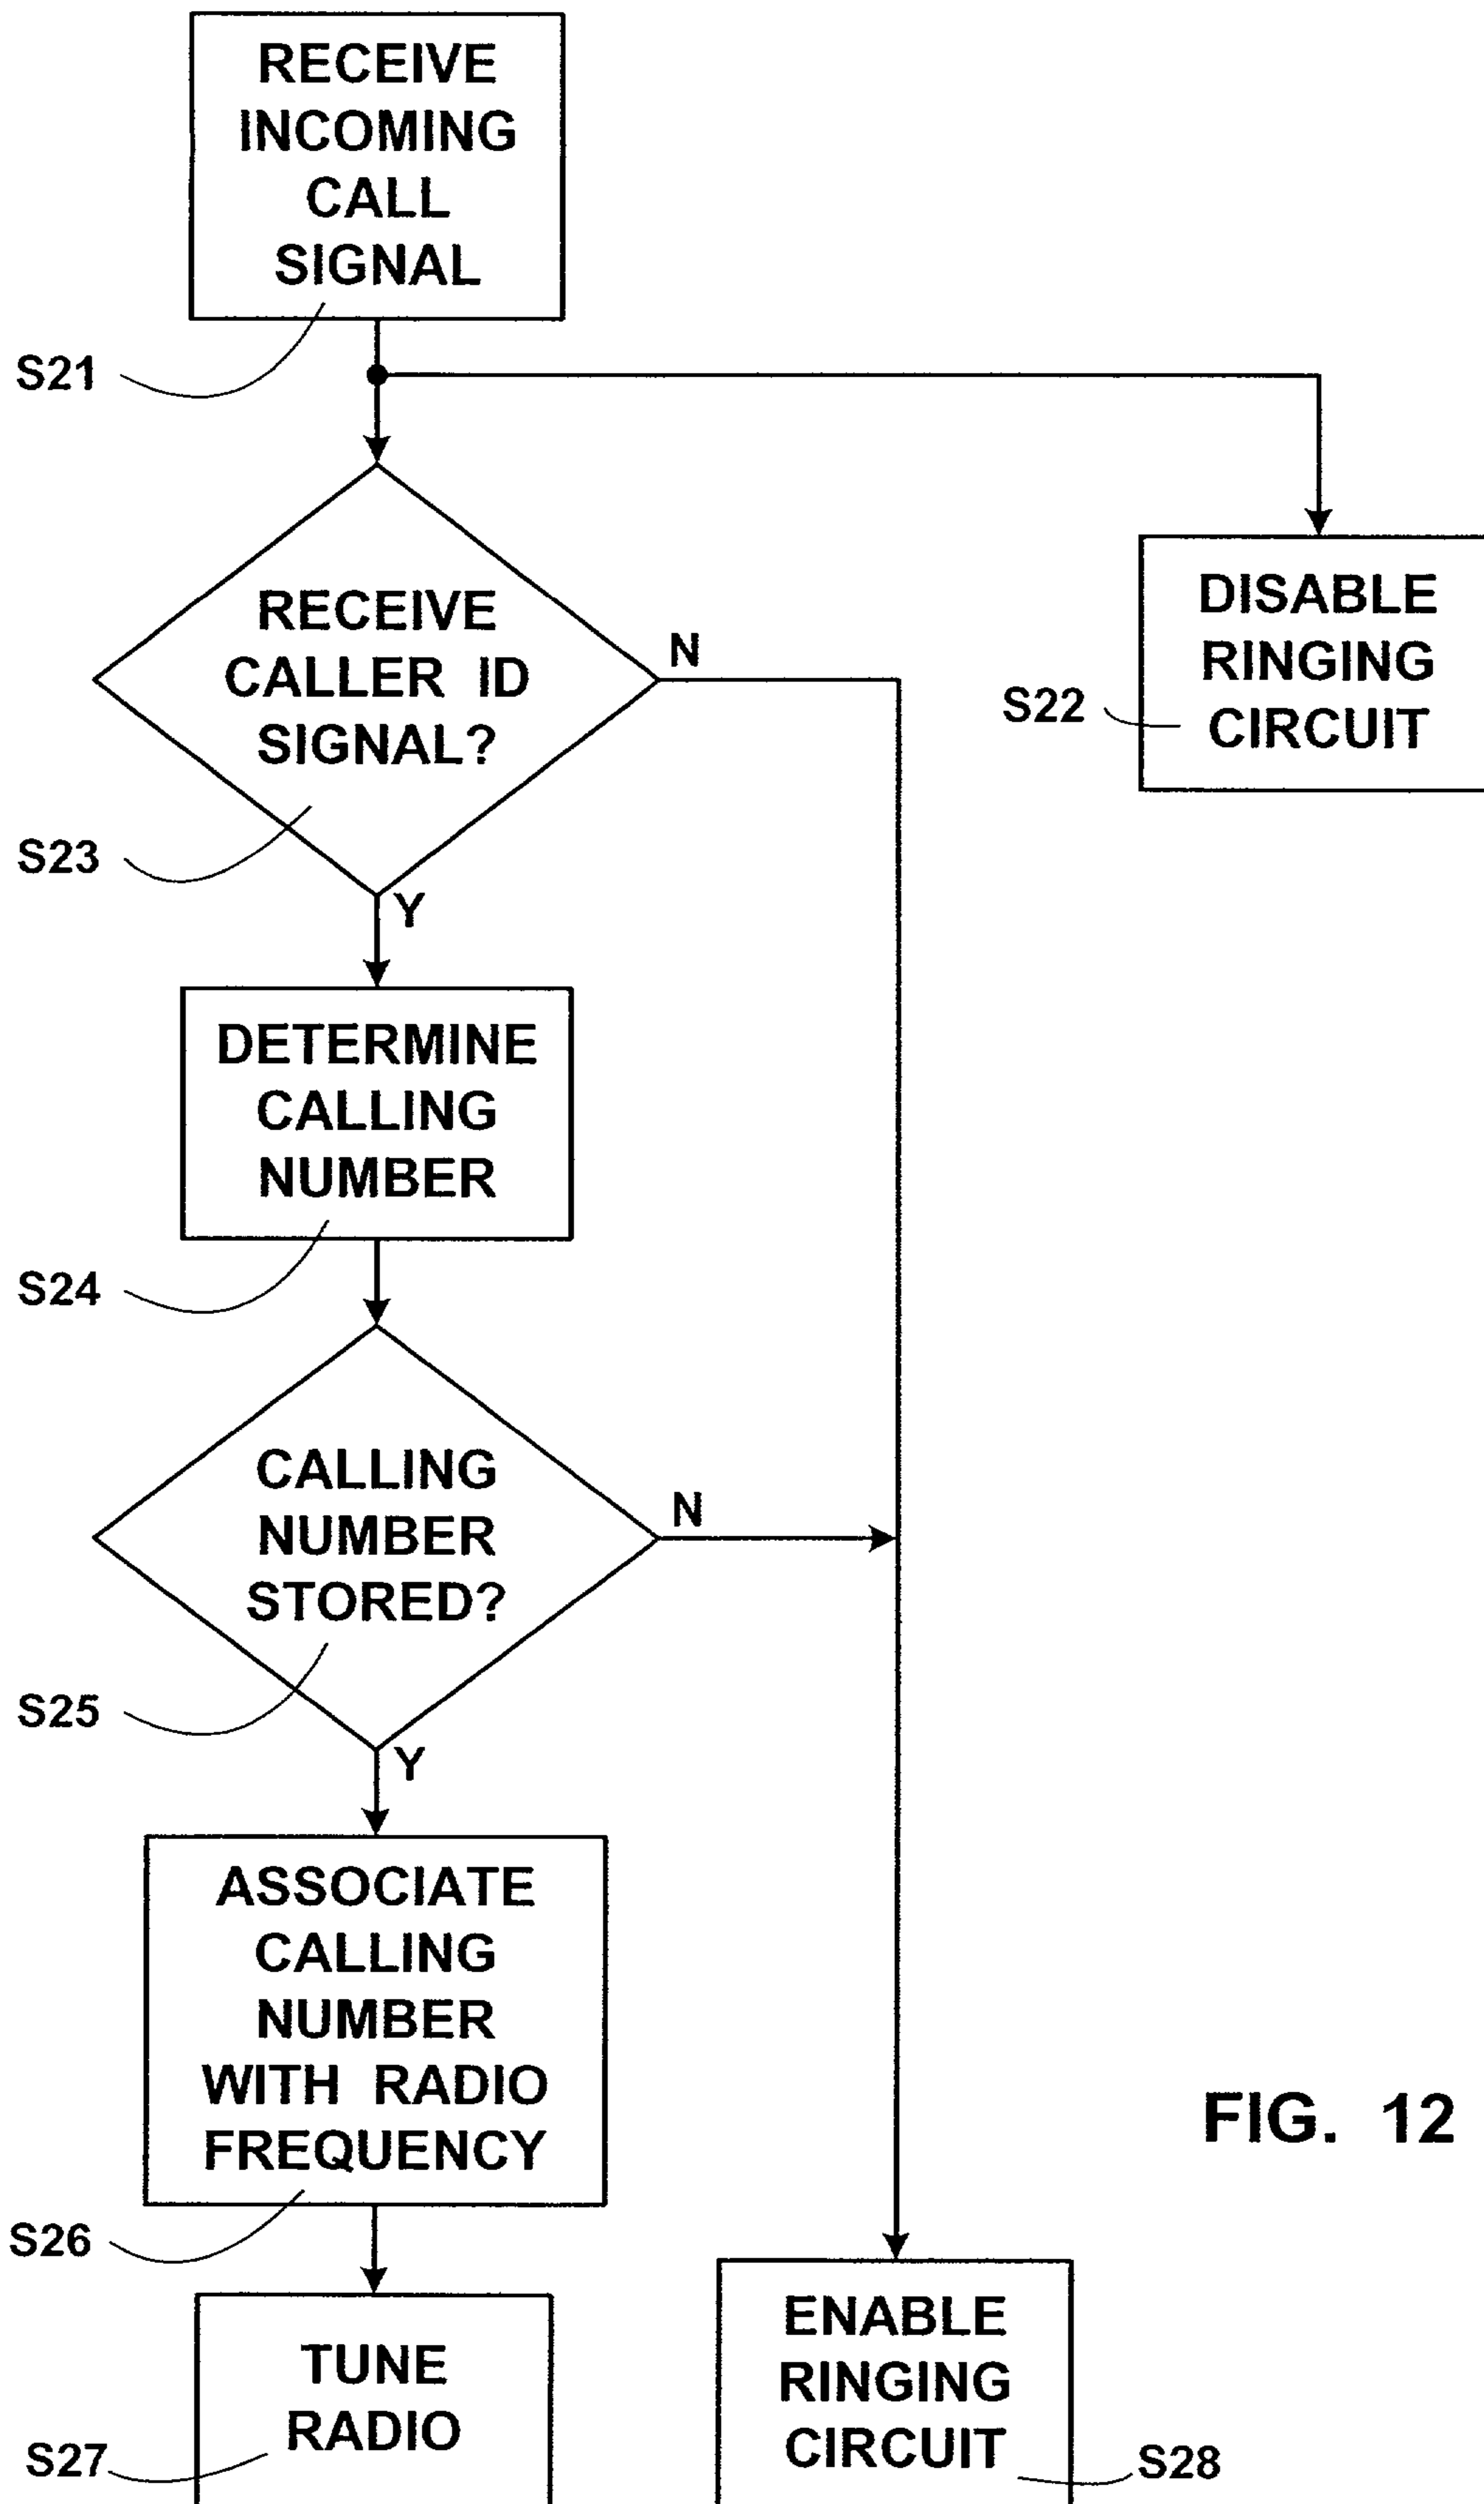 RECEIVE
INCOMING
CALL
SIGNAL
S21
RECEIVE
CALLER ID
SIGNAL?
N
S23
Y
DISABLE
RINGING
CIRCUIT
S22
DETERMINE
CALLING
NUMBER
S24
CALLING
NUMBER
STORED?
N
S25
Y
ASSOCIATE
CALLING
NUMBER
WITH RADIO
FREQUENCY
S26
TUNE
RADIO
S27
ENABLE
RINGING
CIRCUIT
S28
FIG. 12